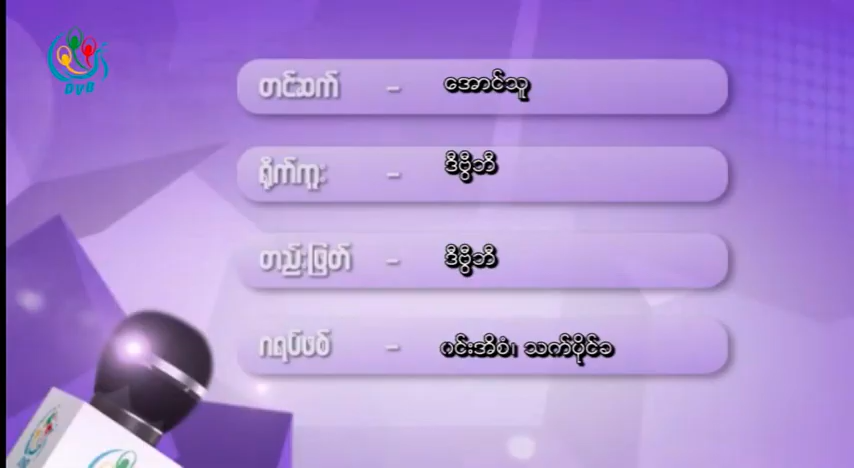 DVB
တင်ဆက် - အောင်သူ
ရိုက်ကူး - ဒီဗွီဘီ
တည်းဖြတ် - ဒီဗွီဘီ
ဂရပ်ဖစ် - ဂင်းအိစံ၊ သက်ပိုင်ခ